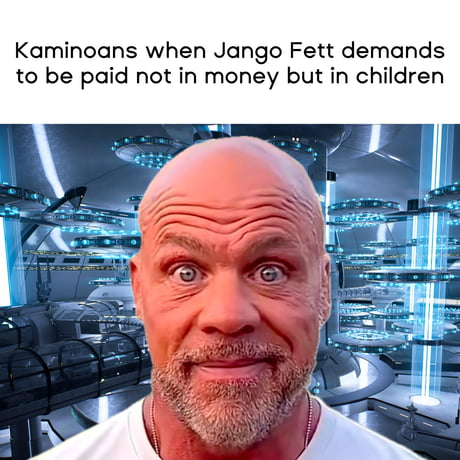 Kaminoans when Jango Fett demands
to be paid not in money but in children